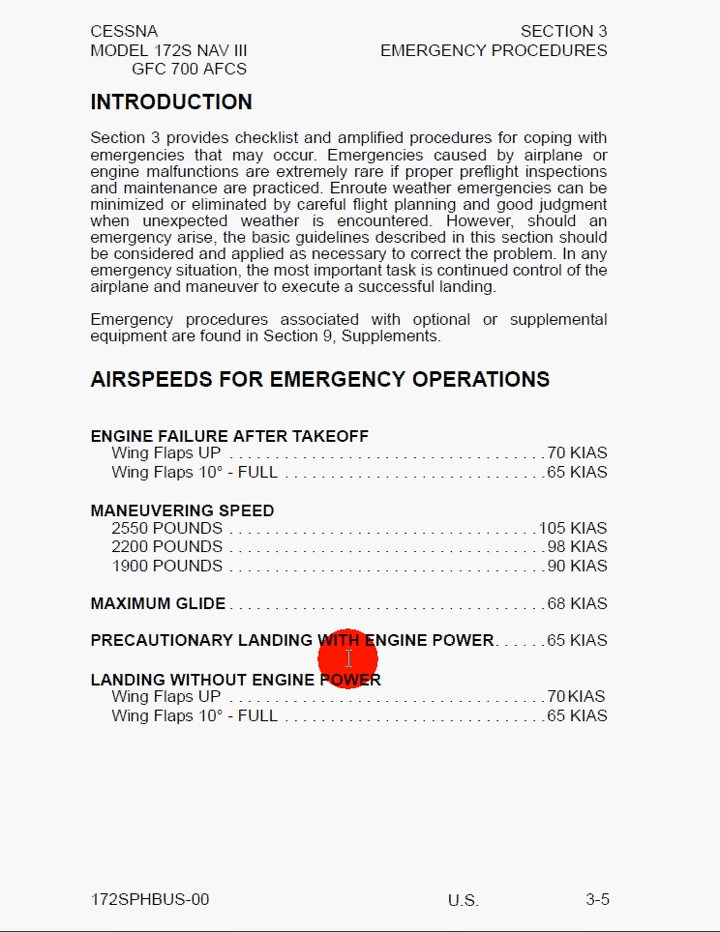 CESSNA SECTION 3
MODEL 172S NAV III EMERGENCY PROCEDURES
GFC 700 AFCS
INTRODUCTION
Section 3 provides checklist and amplified procedures for coping with
emergencies that may occur. Emergencies caused by airplane or
engine malfunctions are extremely rare if proper preflight inspections
and maintenance are practiced. Enroute weather emergencies can be
minimized or eliminated by careful flight planning and good judgment
when unexpected weather is encountered. However, should an
emergency arise, the basic guidelines described in this section should
be considered and applied as necessary to correct the problem. In any
emergency situation, the most important task is continued control of the
airplane and maneuver to execute a successful landing.
Emergency procedures associated with optional or supplemental
equipment are found in Section 9, Supplements.
AIRSPEEDS FOR EMERGENCY OPERATIONS
ENGINE FAILURE AFTER TAKEOFF
Wing Flaps UP . . . . . . . . . . . . . . . . . . . . . . . . . . . . . . 70 KIAS
Wing Flaps 10° - FULL . . . . . . . . . . . . . . . . . . . . . . . . . 65 KIAS
MANEUVERING SPEED
2550 POUNDS . . . . . . . . . . . . . . . . . . . . . . . . . . . . . 105 KIAS
2200 POUNDS . . . . . . . . . . . . . . . . . . . . . . . . . . . . . . 98 KIAS
1900 POUNDS . . . . . . . . . . . . . . . . . . . . . . . . . . . . . . 90 KIAS
MAXIMUM GLIDE . . . . . . . . . . . . . . . . . . . . . . . . . . . . . . 68 KIAS
PRECAUTIONARY LANDING WITH ENGINE POWER. . . . . . 65 KIAS
LANDING WITHOUT ENGINE POWER
Wing Flaps UP . . . . . . . . . . . . . . . . . . . . . . . . . . . . . . 70 KIAS
Wing Flaps 10° - FULL . . . . . . . . . . . . . . . . . . . . . . . . . 65 KIAS
172SPHBUS-00 U.S. 3-5